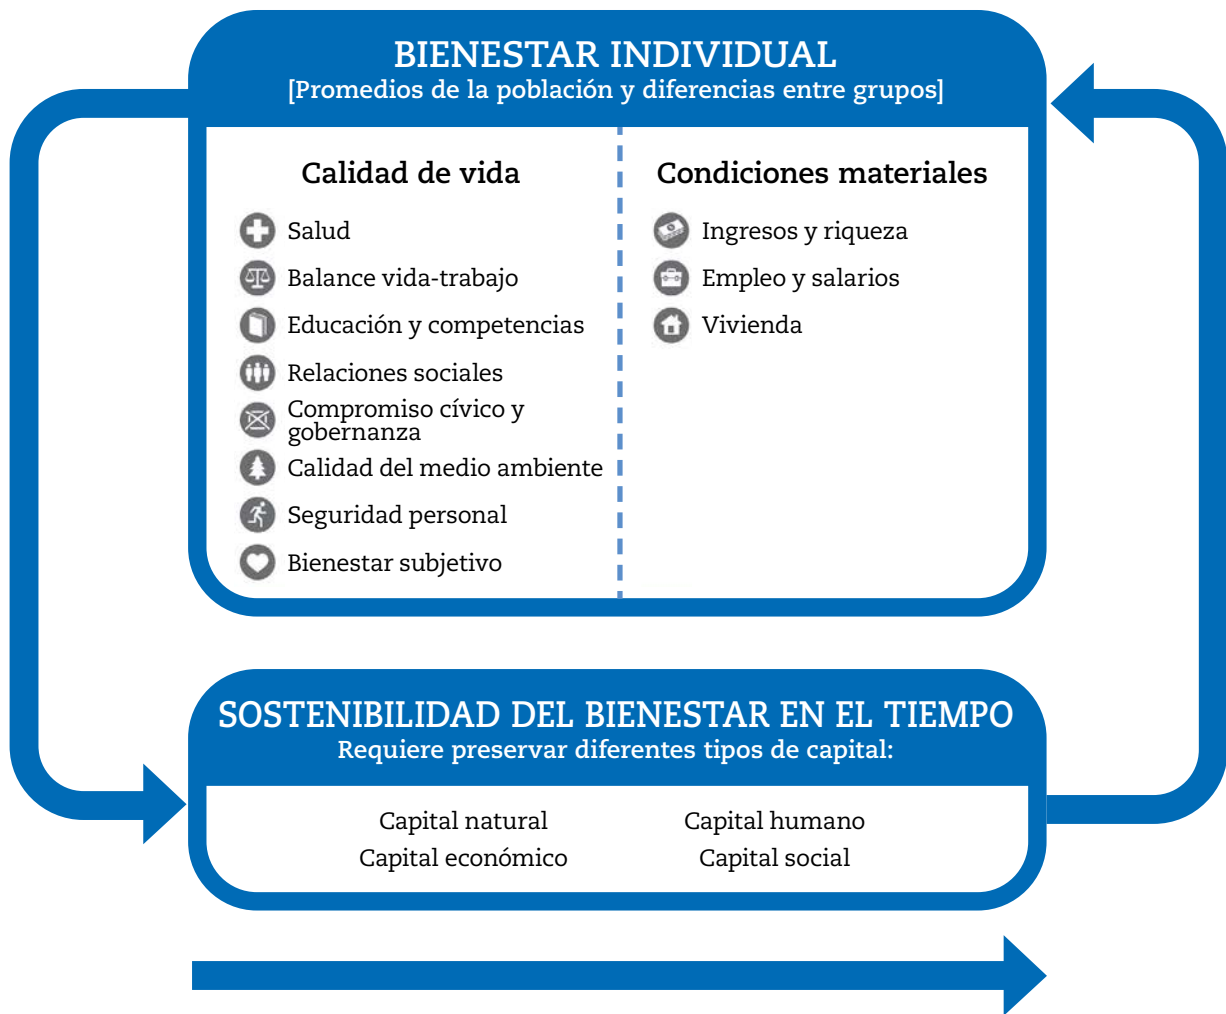 BIENESTAR INDIVIDUAL
[Promedios de la población y diferencias entre grupos]
Calidad de vida
Salud
Balance vida-trabajo
Educación y competencias
Relaciones sociales
Compromiso cívico y
gobernanza
Calidad del medio ambiente
Seguridad personal
Bienestar subjetivo
Condiciones materiales
Ingresos y riqueza
Empleo y salarios
Vivienda
SOSTENIBILIDAD DEL BIENESTAR EN EL TIEMPO
Requiere preservar diferentes tipos de capital:
Capital natural
Capital humano
Capital económico
Capital social